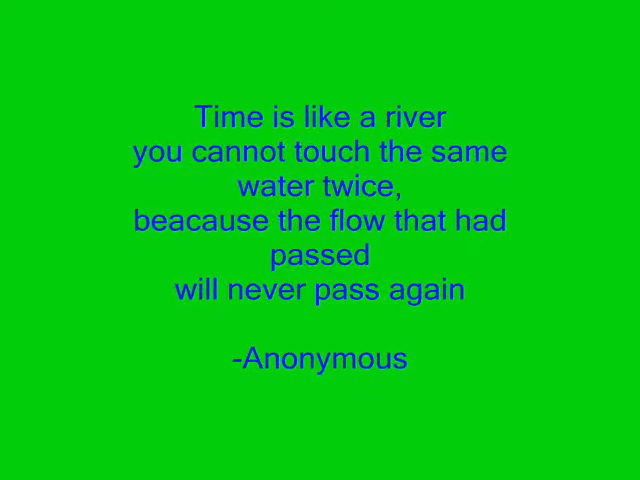 Time is like a river
you cannot touch the same
water twice,
beacause the flow that had
passed
will never pass again
-Anonymous